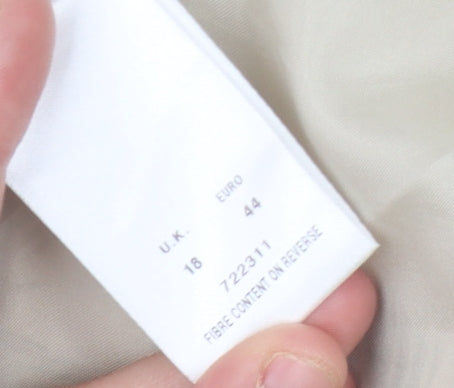 U.K. EURO
18 44
722311
FIBRE CONTENT ON REVERSE